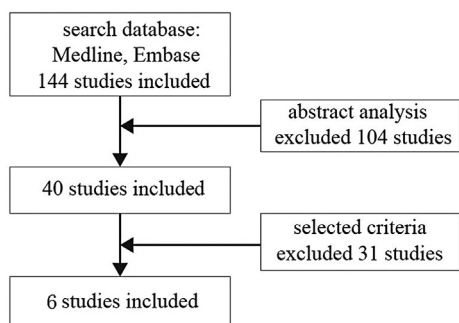 search database:
Medline, Embase
144 studies included
abstract analysis
excluded 104 studies
40 studies included
selected criteria
excluded 31 studies
6 studies included